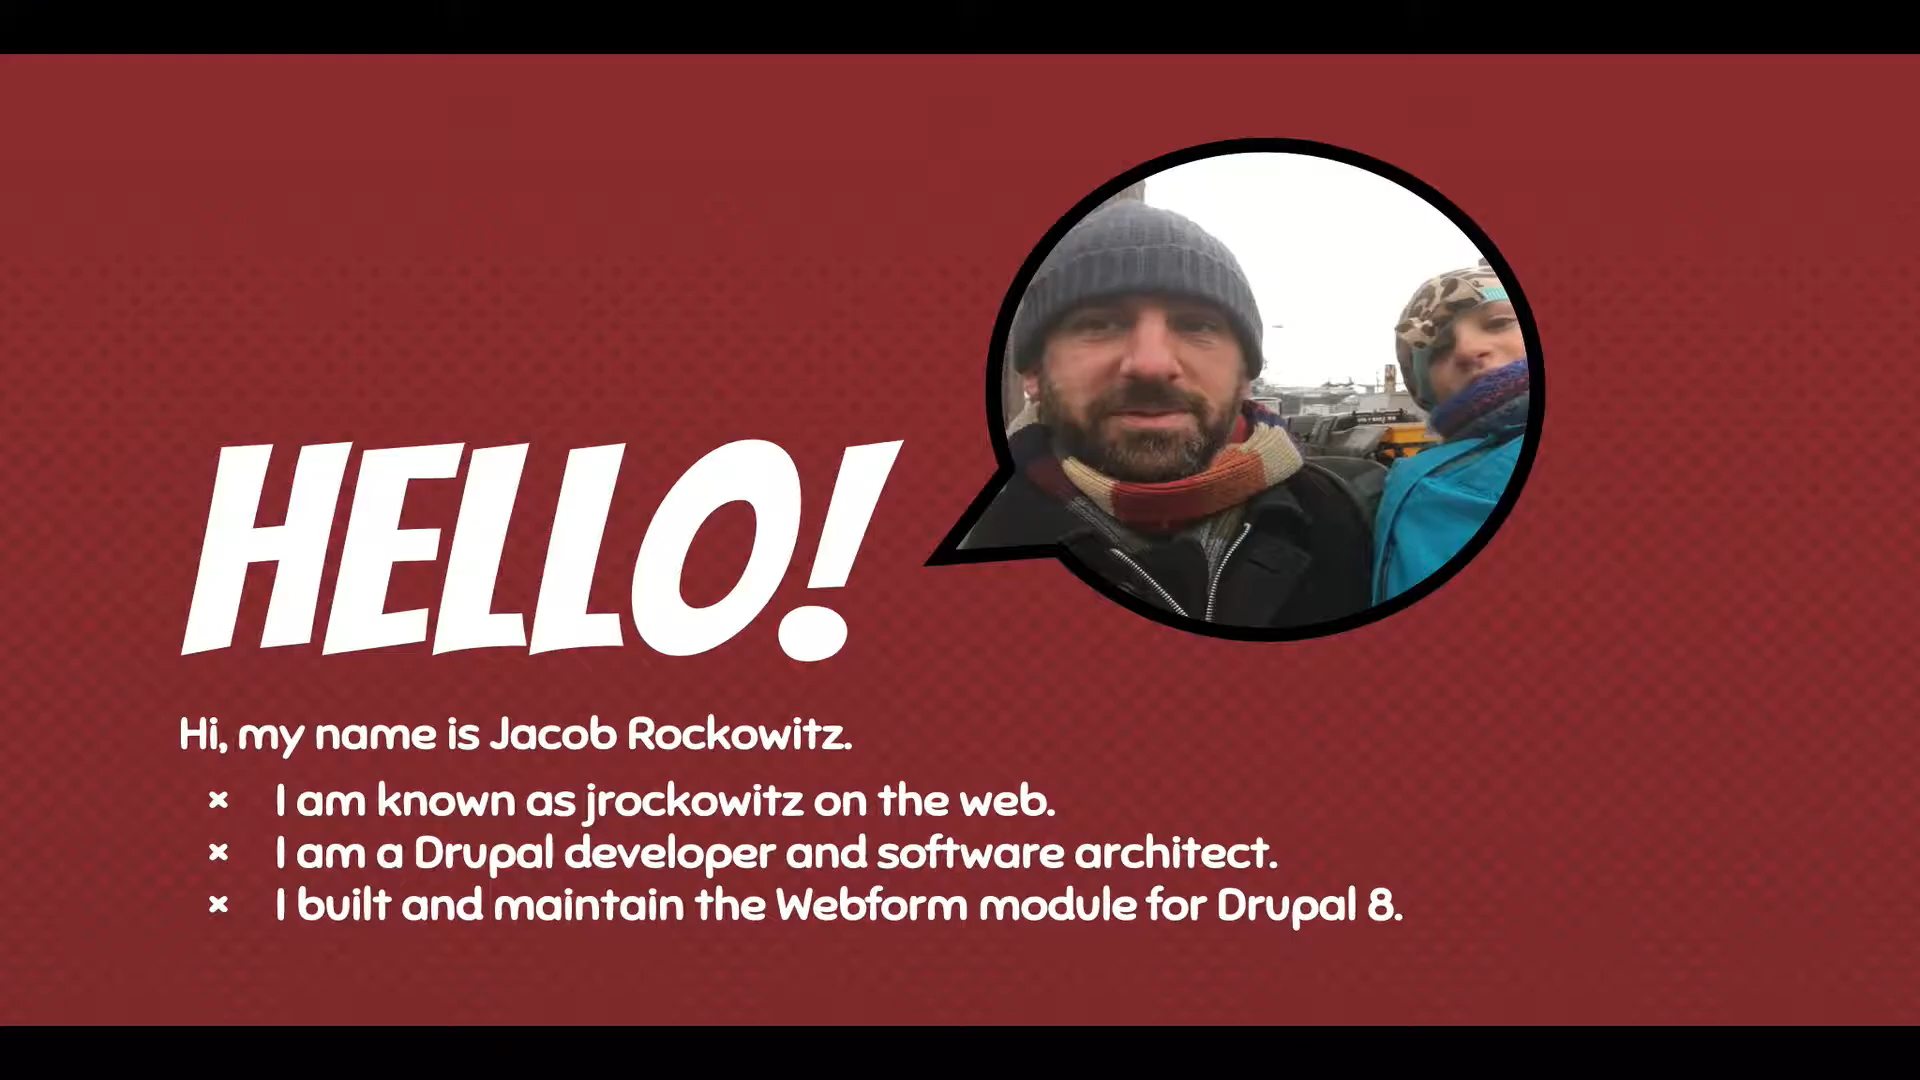 HELLO!
Hi, my name is Jacob Rockowitz.
× I am known as jrockowitz on the web.
× I am a Drupal developer and software architect.
× I built and maintain the Webform module for Drupal 8.